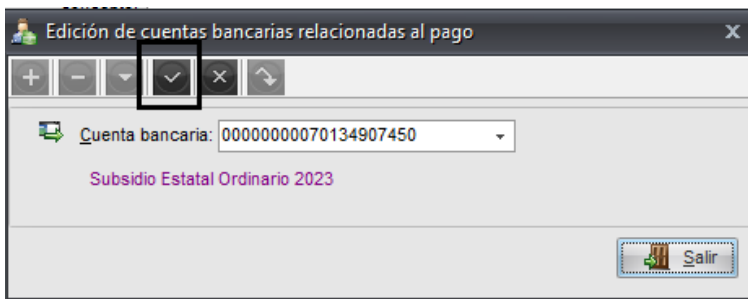 Edición de cuentas bancarias relacionadas al pago
Cuenta bancaria: 00000000070134907450
Subsidio Estatal Ordinario 2023
Salir